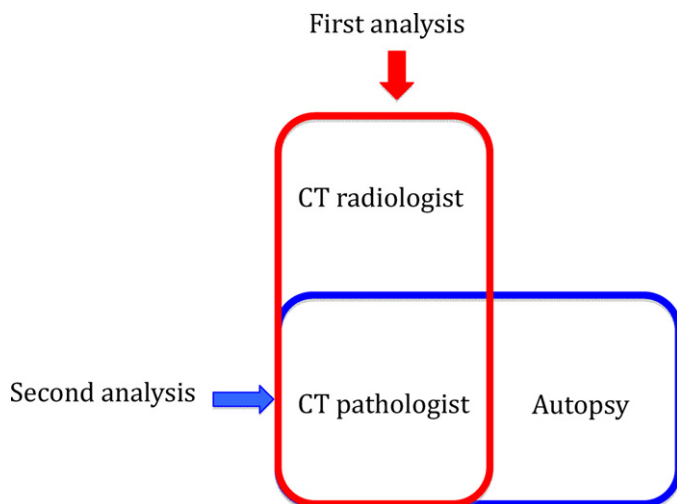 First analysis
CT radiologist
Second analysis
CT pathologist
Autopsy